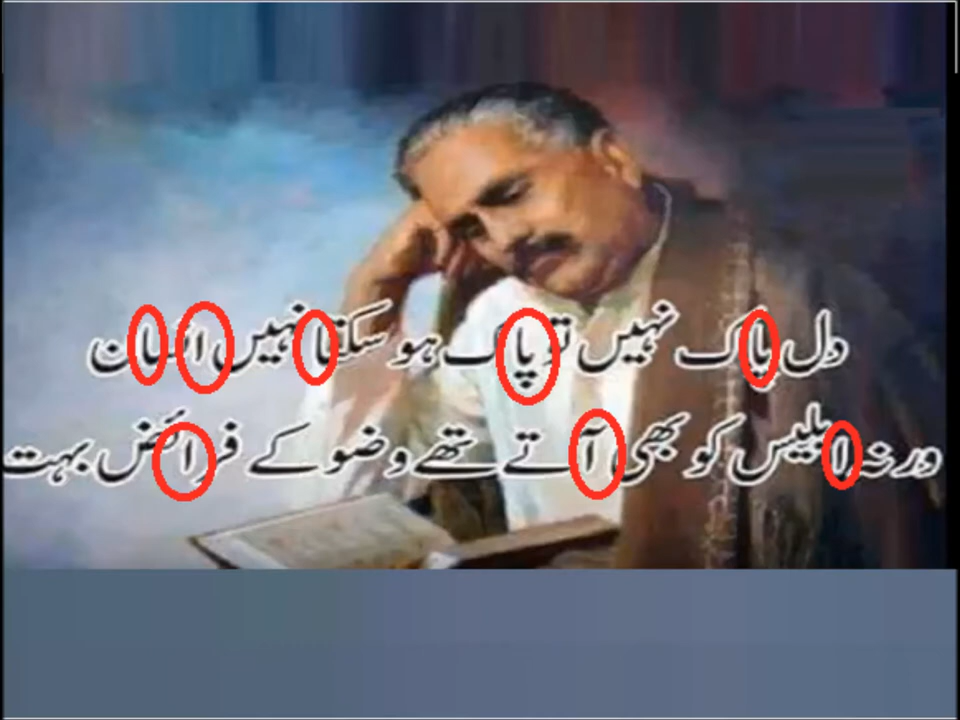 دل پاک نہیں تو پاک ہو سکتا نہیں انسان
ورنہ ابلیس کو بھی آتے تھے وضو کے فرائض بہت